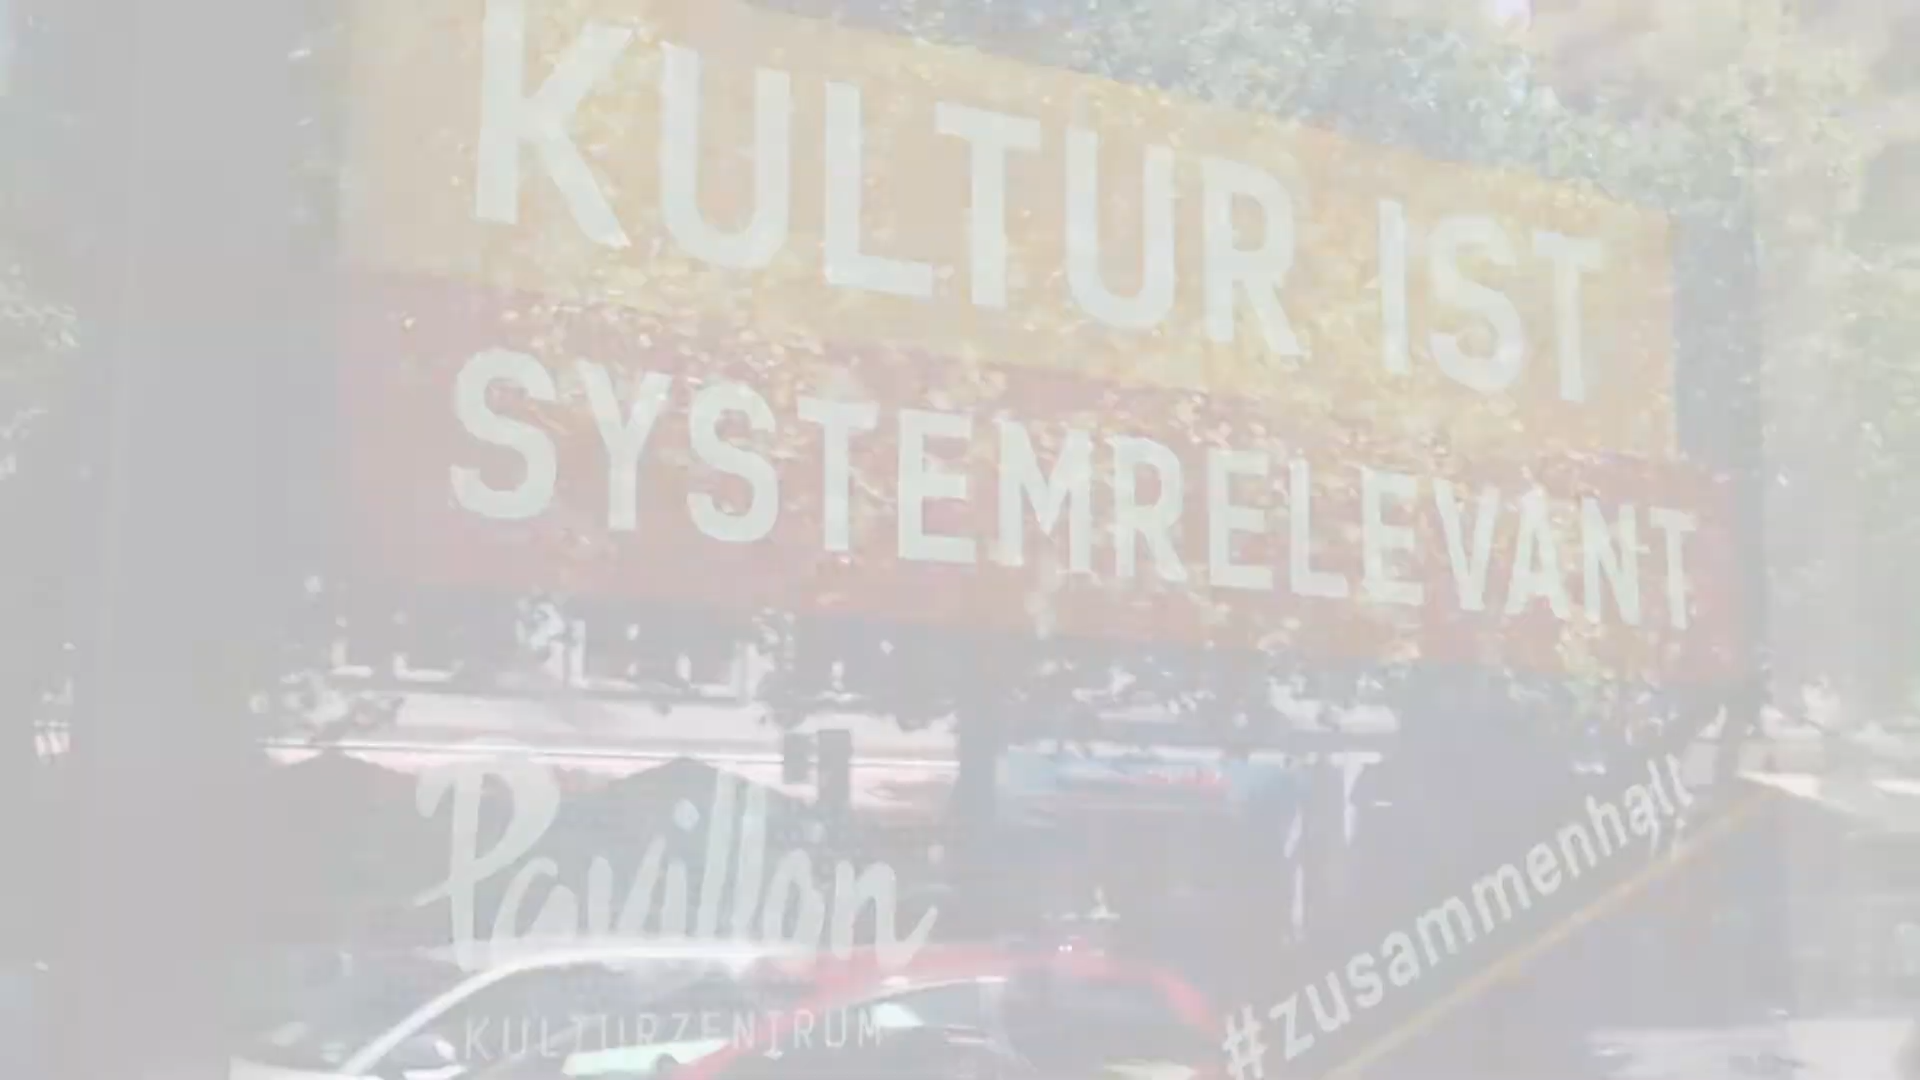 KULTUR IST
SYSTEMRELEVANT
Pavillon
KULTURZENTRUM
#zusammenhalt